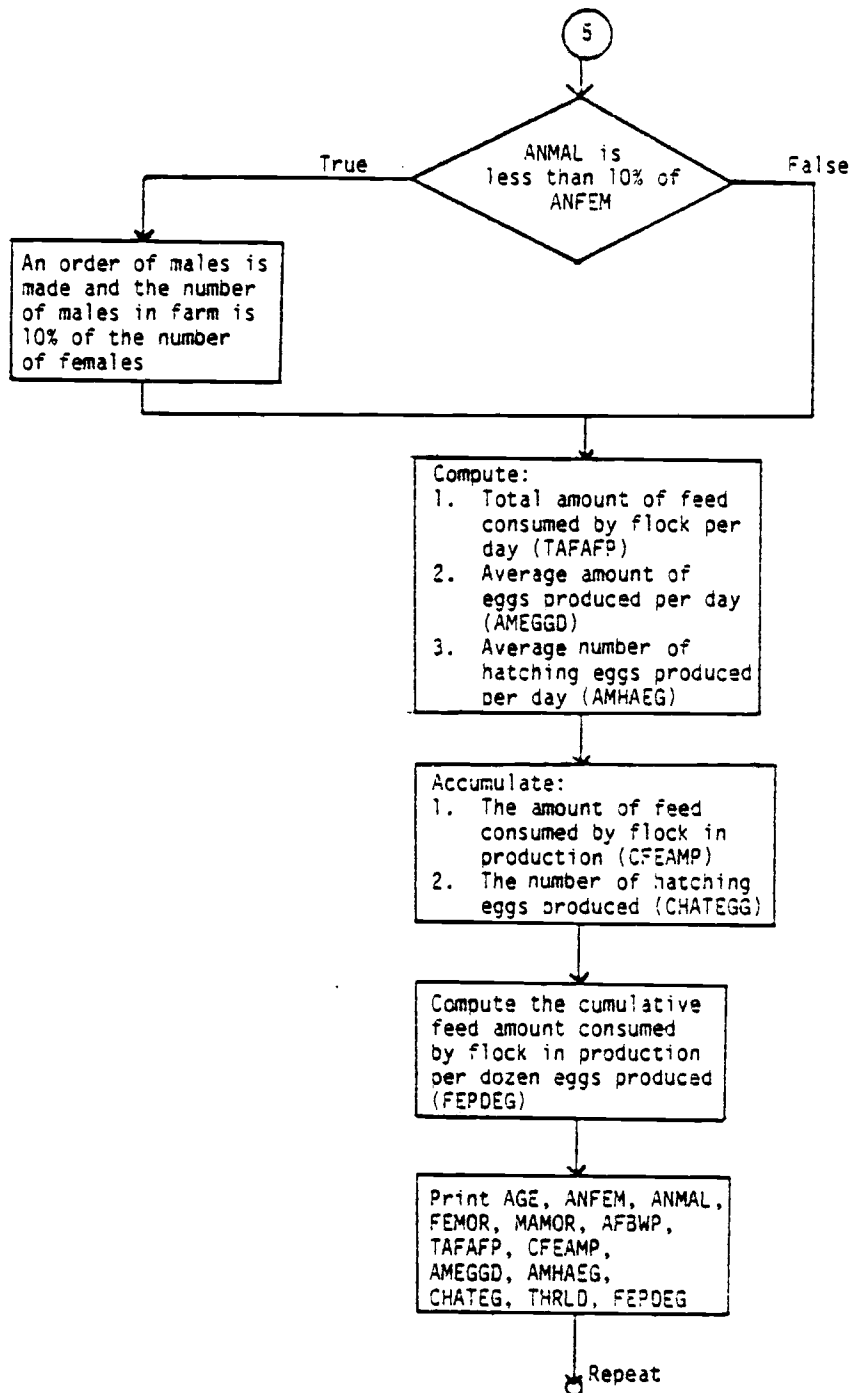 5
ANMAL is
less than 10% of
ANFEM
True
False
An order of males is
made and the number
of males in farm is
10% of the number
of females
Compute:
1. Total amount of feed
consumed by flock per
day (TAFAFP)
2. Average amount of
eggs produced per day
(AMEGGD)
3. Average number of
hatching eggs produced
per day (AMHAEG)
Accumulate:
1. The amount of feed
consumed by flock in
production (CFEAMP)
2. The number of hatching
eggs produced (CHATEGG)
Compute the cumulative
feed amount consumed
by flock in production
per dozen eggs produced
(FEPDEG)
Print AGE, ANFEM, ANMAL,
FEMOR, MAMOR, AFBWP,
TAFAFP, CFEAMP,
AMEGGD, AMHAEG,
CHATEG, THRLD, FEPDEG
Repeat